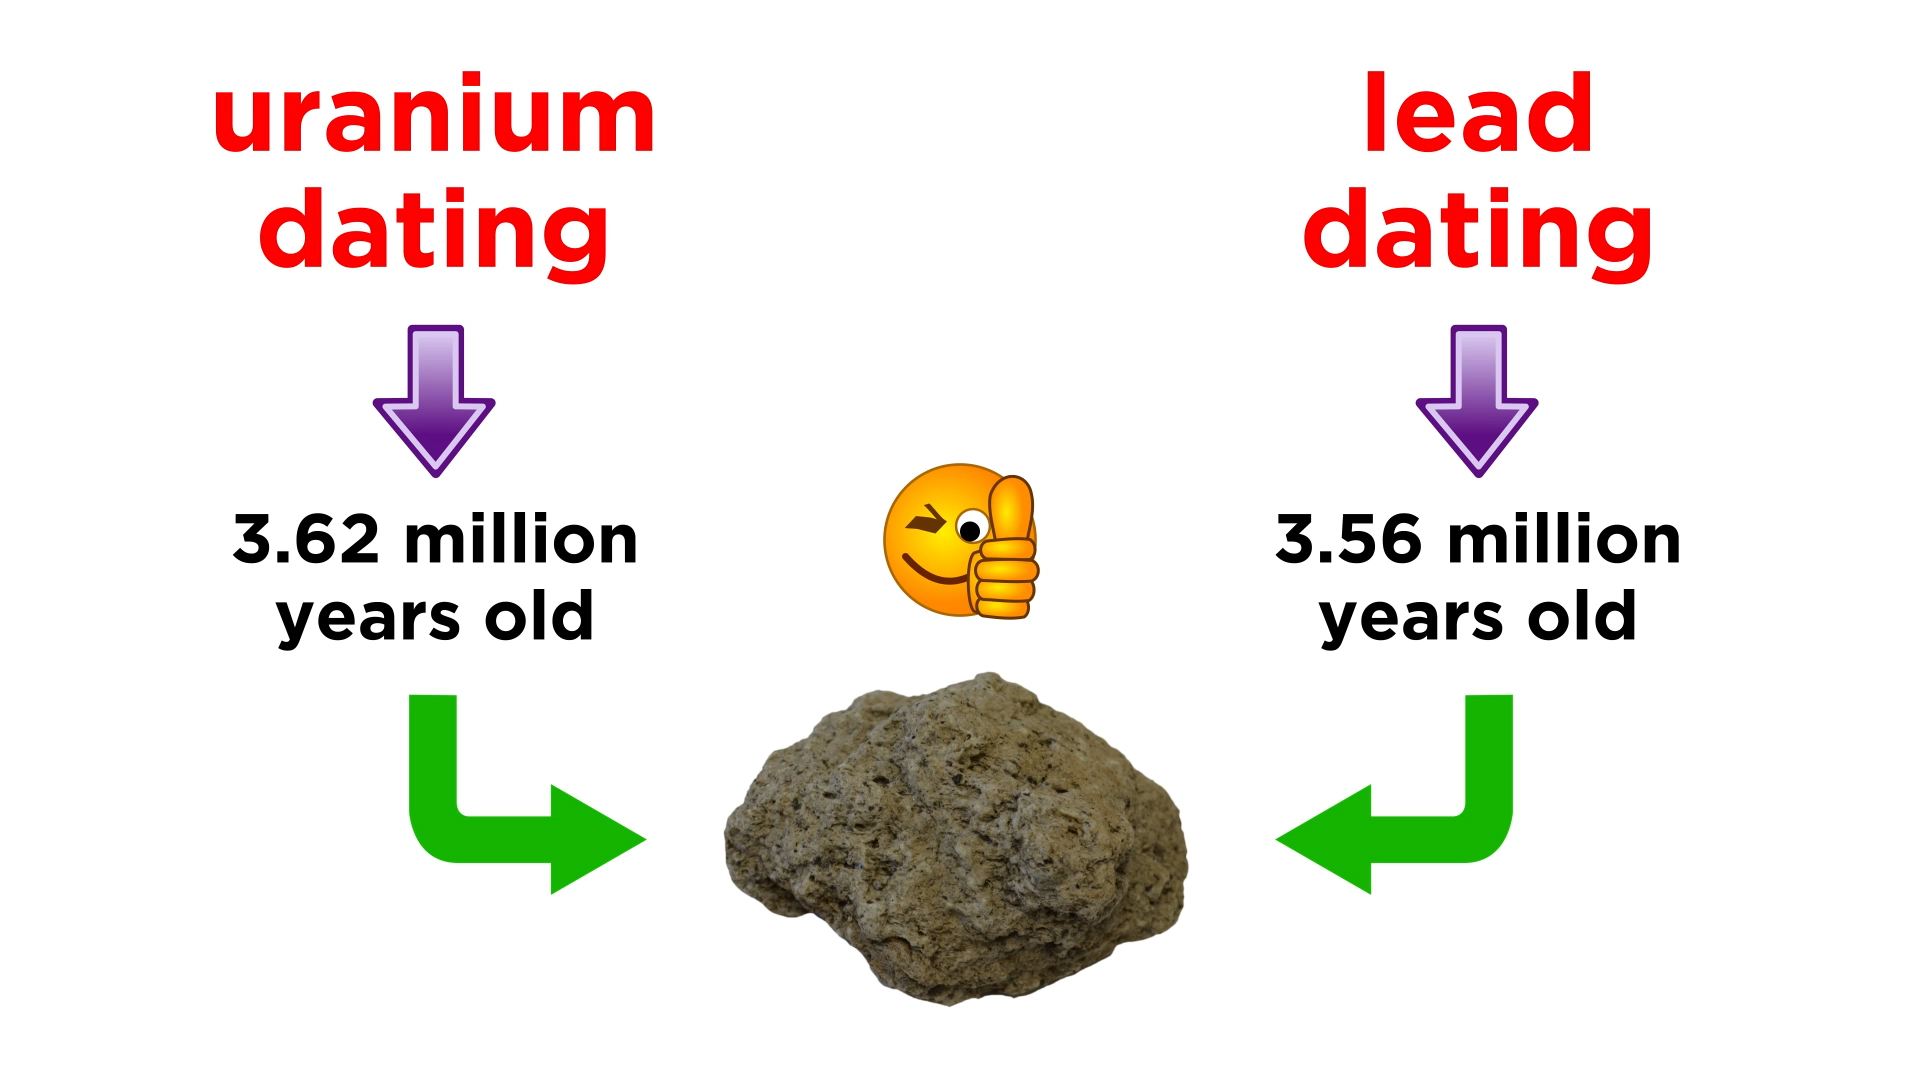 uranium
dating
3.62 million
years old
lead
dating
3.56 million
years old